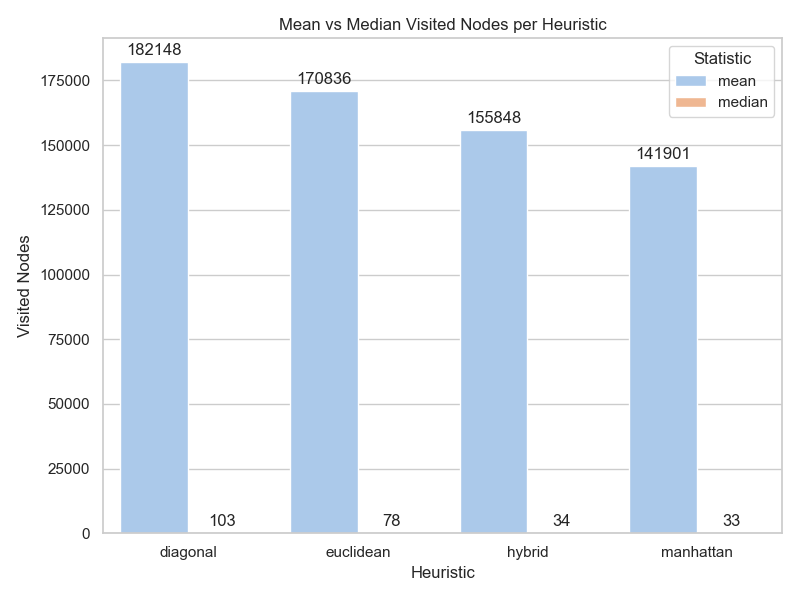 Mean vs Median Visited Nodes per Heuristic
Statistic
mean
median
182148
170836
155848
141901
103
78
34
33
175000
150000
125000
100000
75000
50000
25000
0
Visited Nodes
diagonal
euclidean
hybrid
manhattan
Heuristic